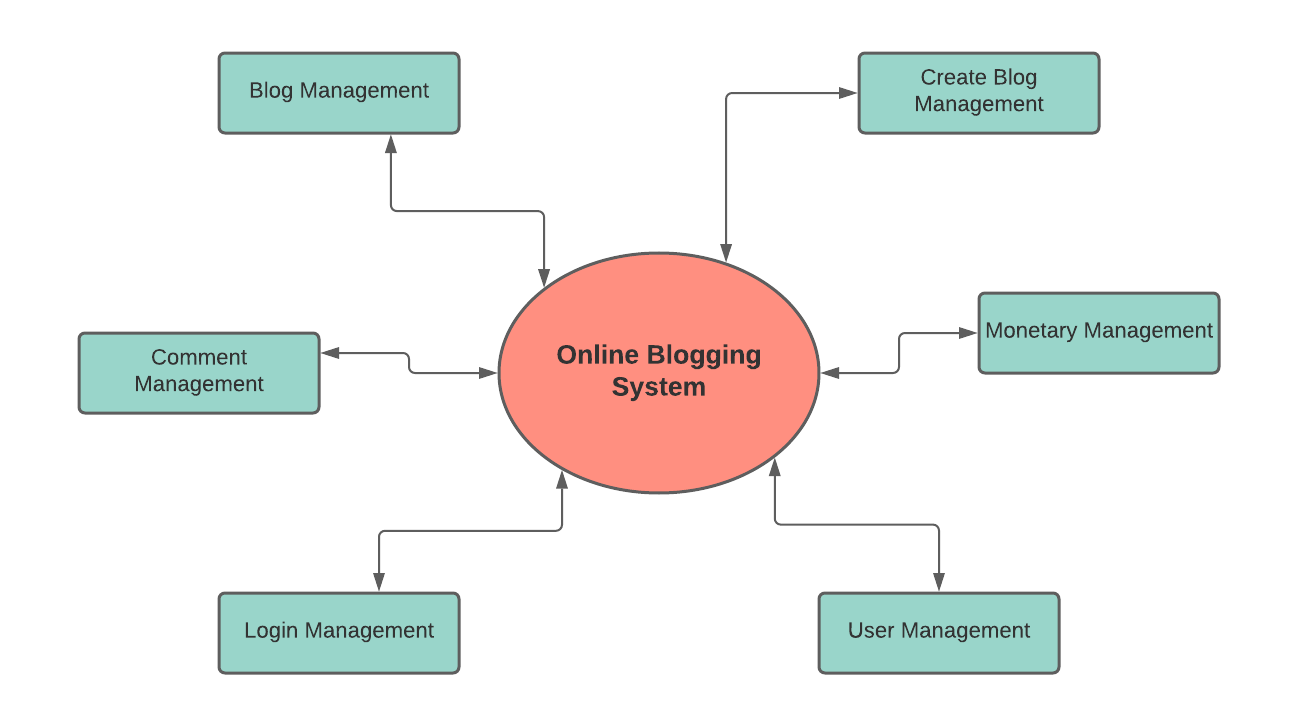 Blog Management
Create Blog
Management
Online Blogging
System
Monetary Management
Comment
Management
Login Management
User Management